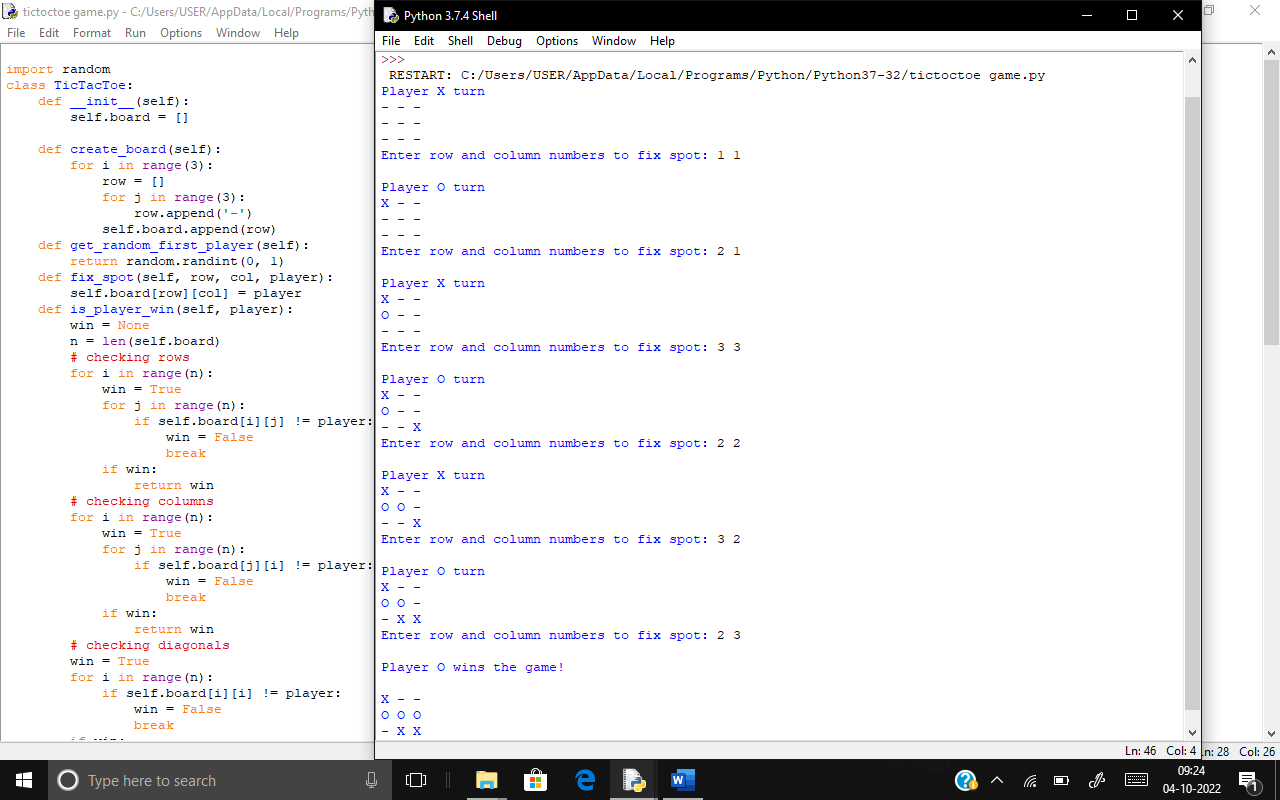 tictoctoe game.py - C:/Users/USER/AppData/Local/Programs/Pyth
File Edit Format Run Options Window Help
import random
class TicTacToe:
    def __init__(self):
        self.board = []
    def create_board(self):
        for i in range(3):
            row = []
            for j in range(3):
                row.append('-')
            self.board.append(row)
    def get_random_first_player(self):
        return random.randint(0, 1)
    def fix_spot(self, row, col, player):
        self.board[row][col] = player
    def is_player_win(self, player):
        win = None
        n = len(self.board)
        # checking rows
        for i in range(n):
            win = True
            for j in range(n):
                if self.board[i][j] != player:
                    win = False
                    break
            if win:
                return win
        # checking columns
        for i in range(n):
            win = True
            for j in range(n):
                if self.board[j][i] != player:
                    win = False
                    break
            if win:
                return win
        # checking diagonals
        win = True
        for i in range(n):
            if self.board[i][i] != player:
                win = False
                break
        if win:
Python 3.7.4 Shell
File Edit Shell Debug Options Window Help
>>>
 RESTART: C:/Users/USER/AppData/Local/Programs/Python/Python37-32/tictoctoe game.py
Player X turn
- - -
- - -
- - -
Enter row and column numbers to fix spot: 1 1
Player O turn
X - -
- - -
- - -
Enter row and column numbers to fix spot: 2 1
Player X turn
X - -
O - -
- - -
Enter row and column numbers to fix spot: 3 3
Player O turn
X - -
O - -
- - X
Enter row and column numbers to fix spot: 2 2
Player X turn
X - -
O O -
- - X
Enter row and column numbers to fix spot: 3 2
Player O turn
X - -
O O -
- X X
Enter row and column numbers to fix spot: 2 3
Player O wins the game!
X - -
O O O
- X X
Ln: 46 Col: 4
Ln: 28 Col: 26
Type here to search
09:24
04-10-2022
1